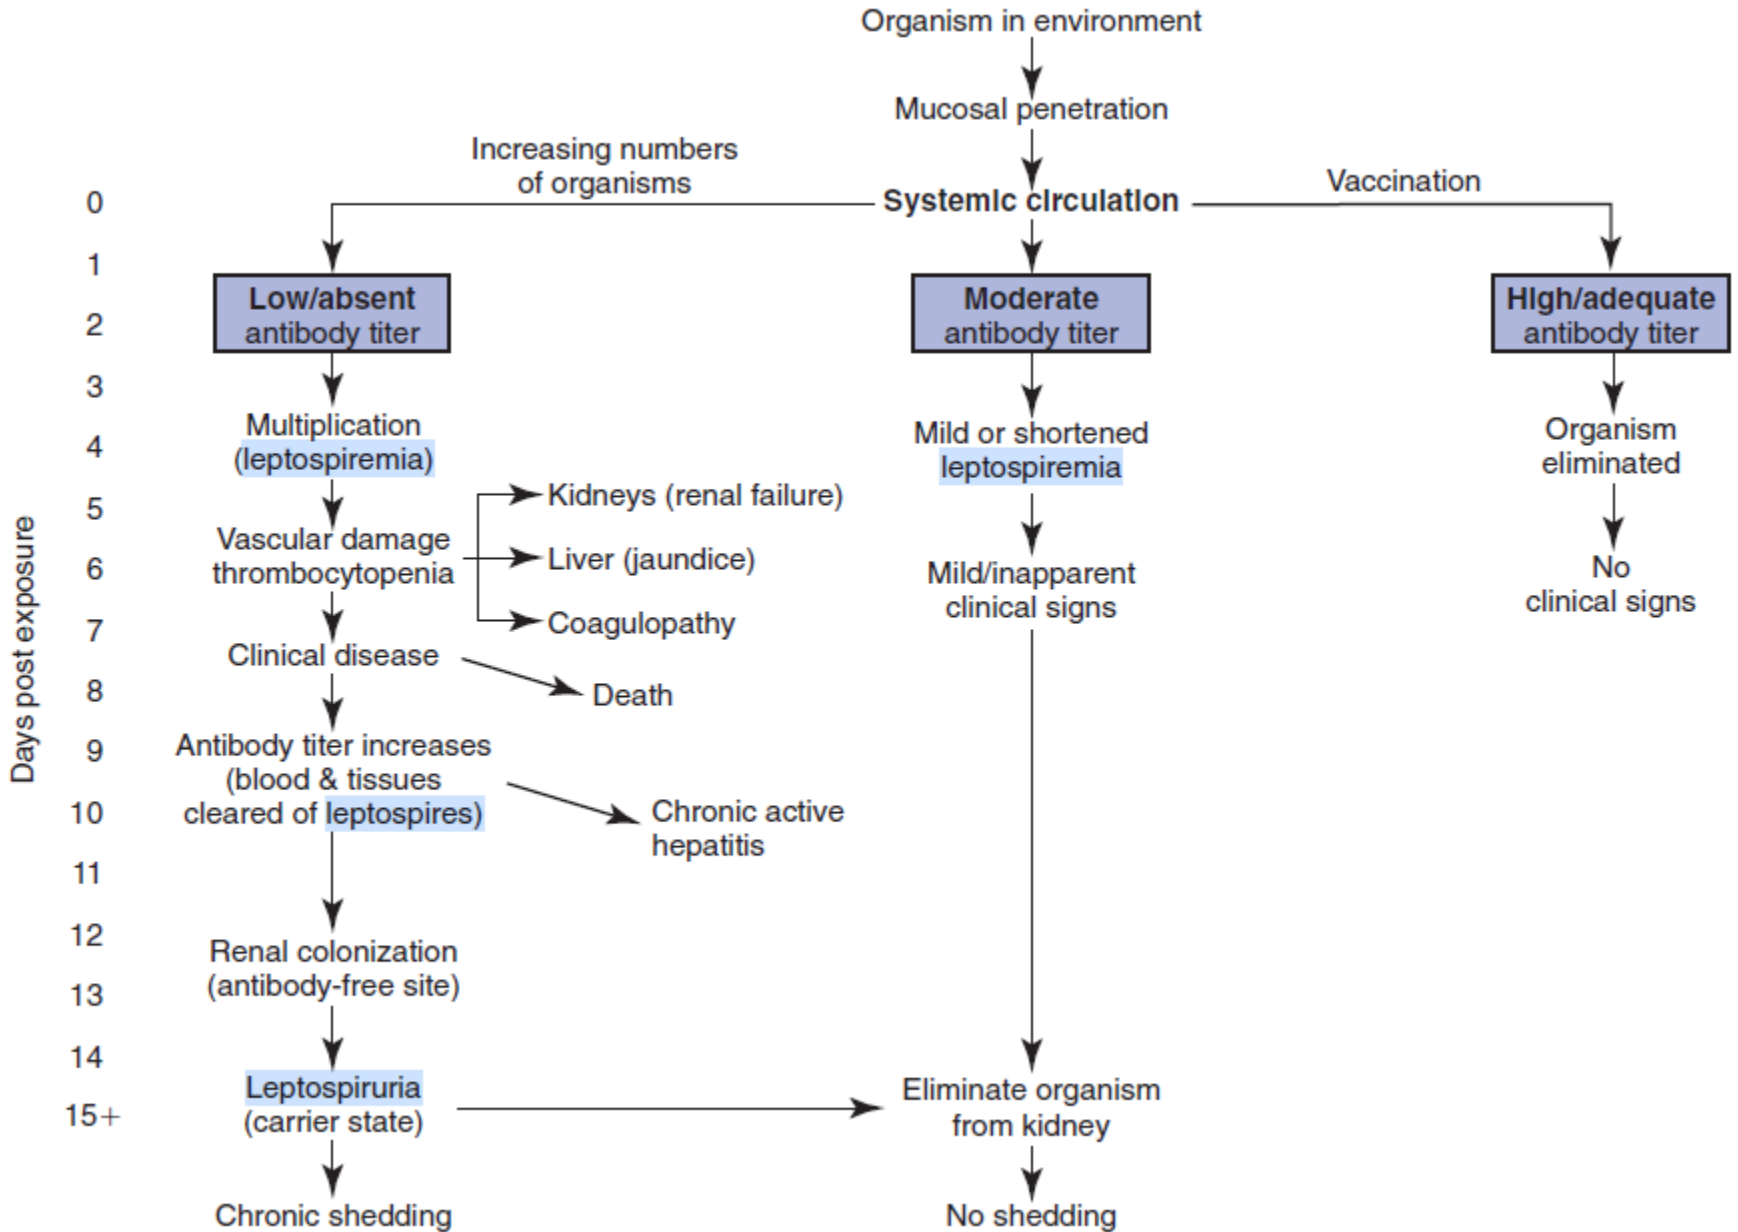 Organism in environment
Mucosal penetration
Increasing numbers
of organisms
Vaccination
0
Systemic circulation
1
Low/absent
antibody titer
Moderate
antibody titer
High/adequate
antibody titer
2
3
Multiplication
(leptospiremia)
Mild or shortened
leptospiremia
Organism
eliminated
4
5
Kidneys (renal failure)
Vascular damage
thrombocytopenia
Liver (jaundice)
Coagulopathy
6
Mild/inapparent
clinical signs
No
clinical signs
7
Clinical disease
8
Death
Days post exposure
9
Antibody titer increases
(blood & tissues
cleared of leptospires)
10
Chronic active
hepatitis
11
12
Renal colonization
(antibody-free site)
13
14
Leptospiruria
(carrier state)
15+
Eliminate organism
from kidney
Chronic shedding
No shedding